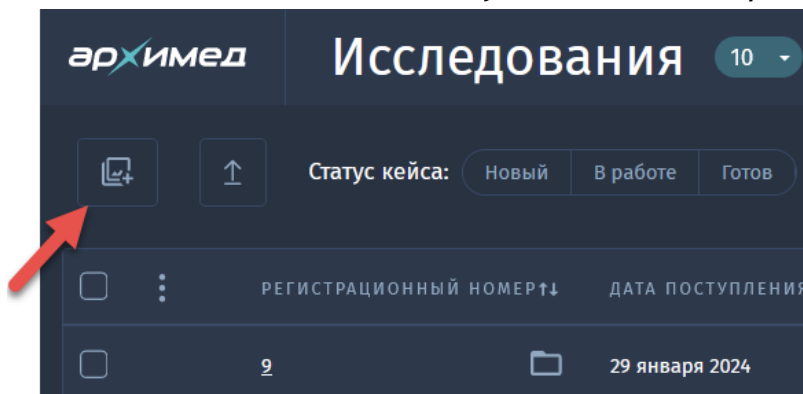 архимед Исследования 10
Статус кейса: Новый В работе Готов
РЕГИСТРАЦИОННЫЙ НОМЕР↑↓ ДАТА ПОСТУПЛЕНИЯ
9 29 января 2024